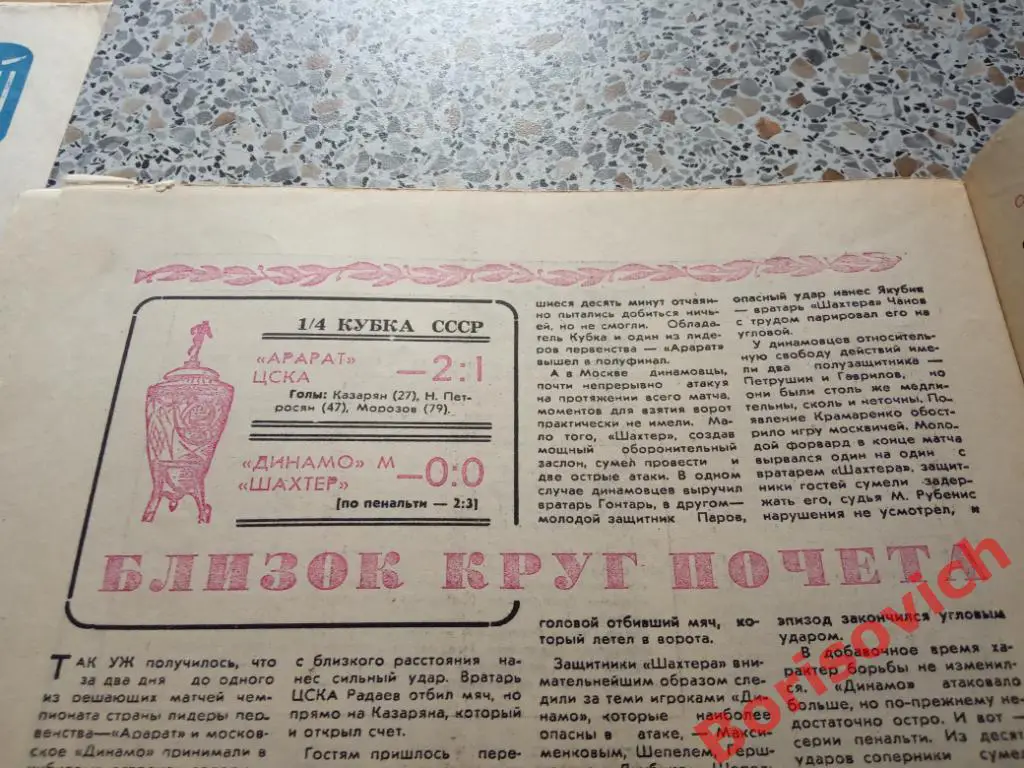 1/4 КУБКА СССР
«АРАРАТ»
ЦСКА
—2:1
Голы: Казарян (27), Н. Пет-
росян (47), Морозов (79).
«ДИНАМО» М
«ШАХТЕР»
—0:0
[по пенальти — 2:3]
БЛИЗОК КРУГ ПОЧЕТА
ТАК УЖ получилось, что
за два дня до одного
из решающих матчей чем-
пионата страны лидеры пер-
венства—«Арарат» и москов-
ское «Динамо» принимали в
с близкого расстояния на-
нес сильный удар. Вратарь
ЦСКА Радаев отбил мяч, но
прямо на Казаряна, который
и открыл счет.
Гостям пришлось пере-
шиеся десять минут отчаянно
пытались добиться ничь-
ей, но не смогли. Облада-
тель Кубка и один из лиде-
ров первенства — «Арарат»
вышел в полуфинал.
А в Москве динамовцы,
почти непрерывно атакуя
на протяжении всего матча,
моментов для взятия ворот
практически не имели. Ма-
ло того, «Шахтер», создав
мощный оборонительный
заслон, сумел провести и
две острые атаки. В одном
случае динамовцев выручил
вратарь Гонтарь, в другом—
молодой защитник Паров,
головой отбивший мяч, ко-
торый летел в ворота.
Защитники «Шахтера» вни-
мательнейшим образом сле-
дили за теми игроками «Ди-
намо», которые наиболее
опасны в атаке, — Макси-
менковым, Шепелем, Герш-
опасный удар нанес Якубик
— вратарь «Шахтера» Чанов
с трудом парировал его на
угловой.
У динамовцев относитель-
ную свободу действий име-
ли два полузащитника —
Петрушин и Гаврилов, но
они были столь же медли-
тельны, сколь и неточны. По-
явление Крамаренко обост-
рило игру москвичей. Моло-
дой форвард в конце матча
вырвался один на один с
вратарем «Шахтера», защит-
ники гостей сумели задер-
жать его, судья М. Рубенис
нарушения не усмотрел, и
эпизод закончился угловым
ударом.
В добавочное время ха-
рактер борьбы не изменил-
ся. «Динамо» атаковало
больше, но по-прежнему не-
достаточно остро. И вот —
серии пенальти. Из десят
ударов соперники сумел
Borisovich